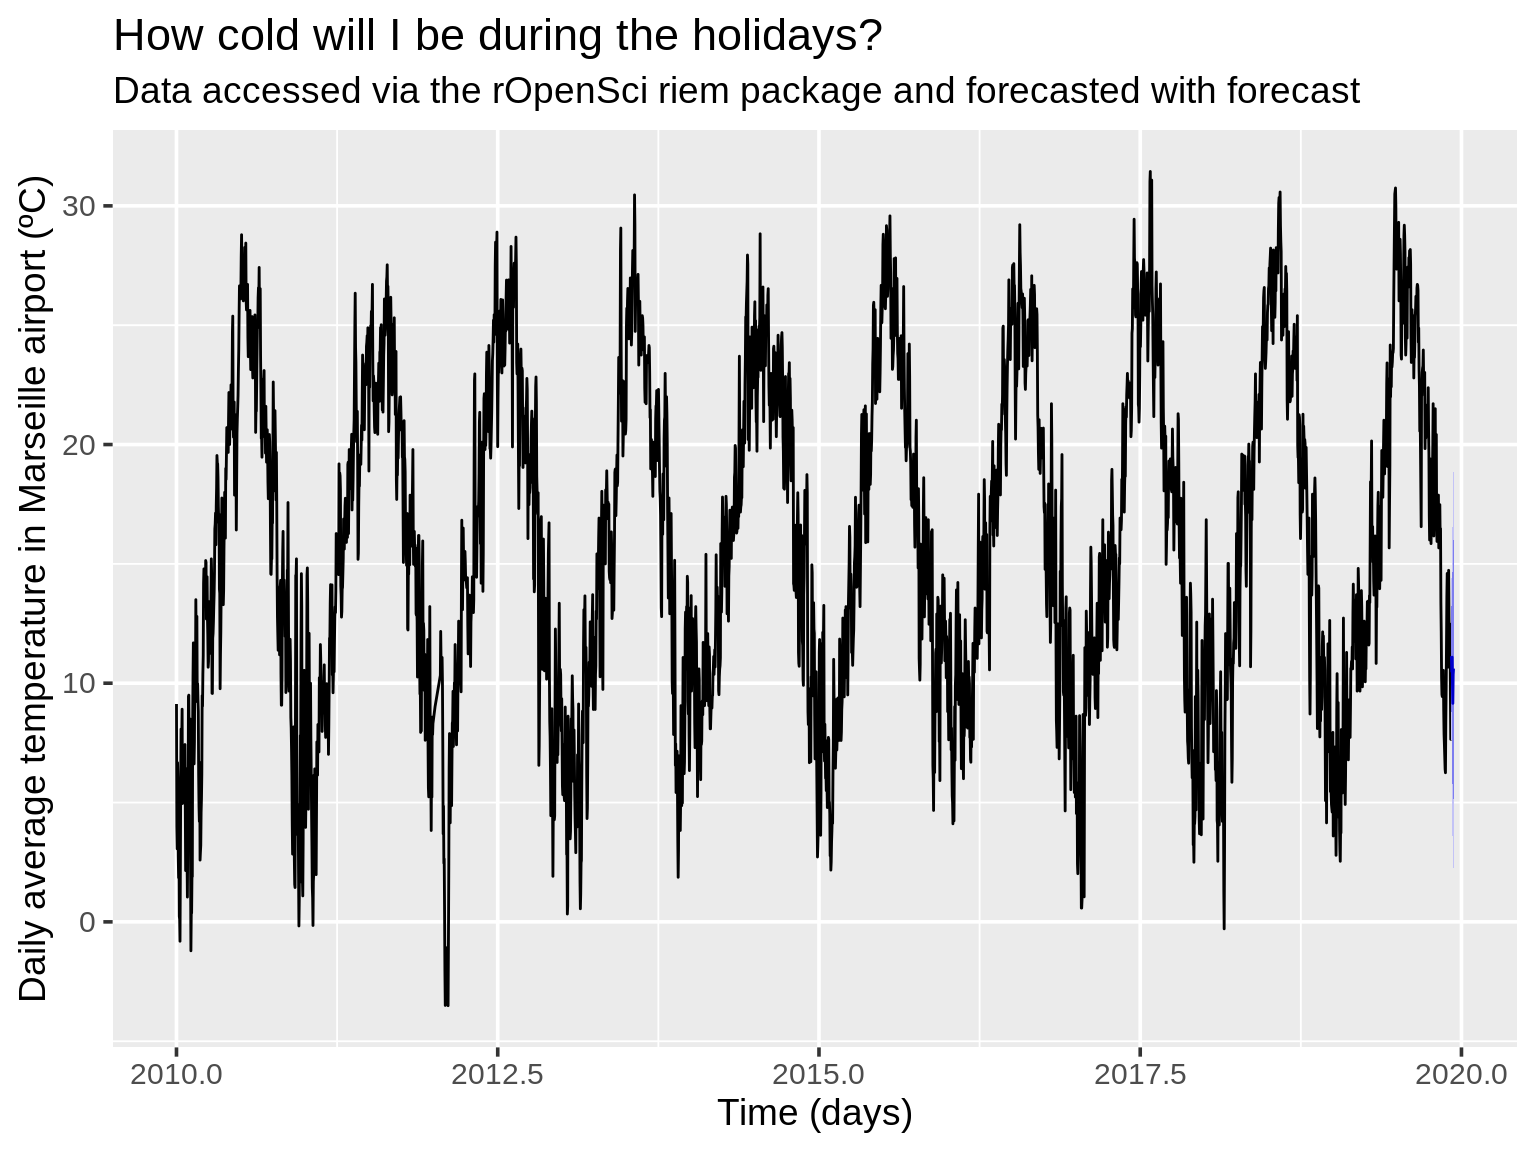 How cold will I be during the holidays?
Data accessed via the rOpenSci riem package and forecasted with forecast
Daily average temperature in Marseille airport (ºC)
30
20
10
0
2010.0
2012.5
2015.0
2017.5
2020.0
Time (days)